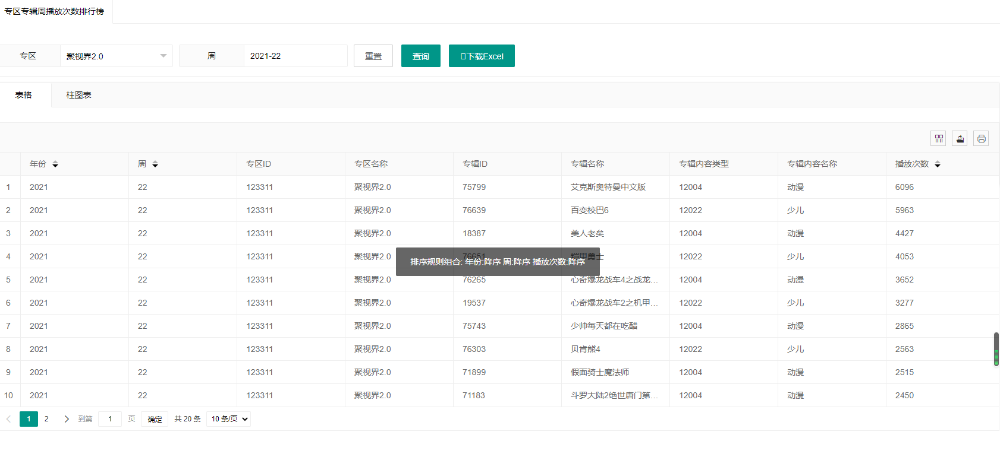 专区专辑周播放次数排行榜
专区 聚视界2.0 周 2021-22 重置 查询 下载Excel
表格 柱图表
年份 周 专区ID 专区名称 专辑ID 专辑名称 专辑内容类型 专辑内容名称 播放次数
1 2021 22 123311 聚视界2.0 75799 艾克斯奥特曼中文版 12004 动漫 6096
2 2021 22 123311 聚视界2.0 76639 百变校巴6 12022 少儿 5963
3 2021 22 123311 聚视界2.0 18387 美人老矣 12004 动漫 4427
4 2021 22 123311 聚视界2.0 76651 铠甲勇士 12022 少儿 4053
排序规则组合: 年份:降序 周:降序 播放次数:降序
5 2021 22 123311 聚视界2.0 76265 心奇爆龙战车4之战龙... 12004 动漫 3652
6 2021 22 123311 聚视界2.0 19537 心奇爆龙战车2之机甲... 12022 少儿 3277
7 2021 22 123311 聚视界2.0 75743 少帅每天都在吃醋 12004 动漫 2865
8 2021 22 123311 聚视界2.0 76303 贝肯熊4 12022 少儿 2563
9 2021 22 123311 聚视界2.0 71899 假面骑士魔法师 12004 动漫 2515
10 2021 22 123311 聚视界2.0 71183 斗罗大陆2绝世唐门第... 12004 动漫 2450
1 2 到第 1 页 确定 共 20 条 10 条/页